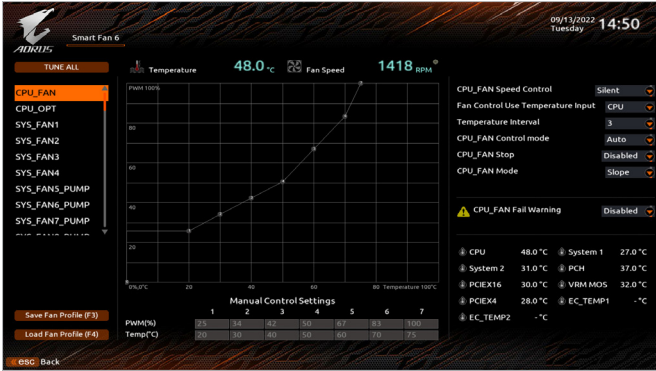 AORUS
Smart Fan 6
09/13/2022
Tuesday
14:50
TUNE ALL
Temperature 48.0 °C Fan Speed 1418 RPM
CPU_FAN
CPU_OPT
SYS_FAN1
SYS_FAN2
SYS_FAN3
SYS_FAN4
SYS_FAN5_PUMP
SYS_FAN6_PUMP
SYS_FAN7_PUMP
PWM 100%
80
60
40
20
0%,0°C 20 40 60 80 Temperature 100°C
CPU_FAN Speed Control Silent
Fan Control Use Temperature Input CPU
Temperature Interval 3
CPU_FAN Control mode Auto
CPU_FAN Stop Disabled
CPU_FAN Mode Slope
CPU_FAN Fail Warning Disabled
CPU 48.0 °C System 1 27.0 °C
System 2 31.0 °C PCH 37.0 °C
PCIEX16 30.0 °C VRM MOS 32.0 °C
PCIEX4 28.0 °C EC_TEMP1 - °C
EC_TEMP2 - °C
Manual Control Settings
1 2 3 4 5 6 7
PWM(%) 25 34 42 50 67 83 100
Temp(°C) 20 30 40 50 60 70 75
Save Fan Profile (F3)
Load Fan Profile (F4)
esc Back